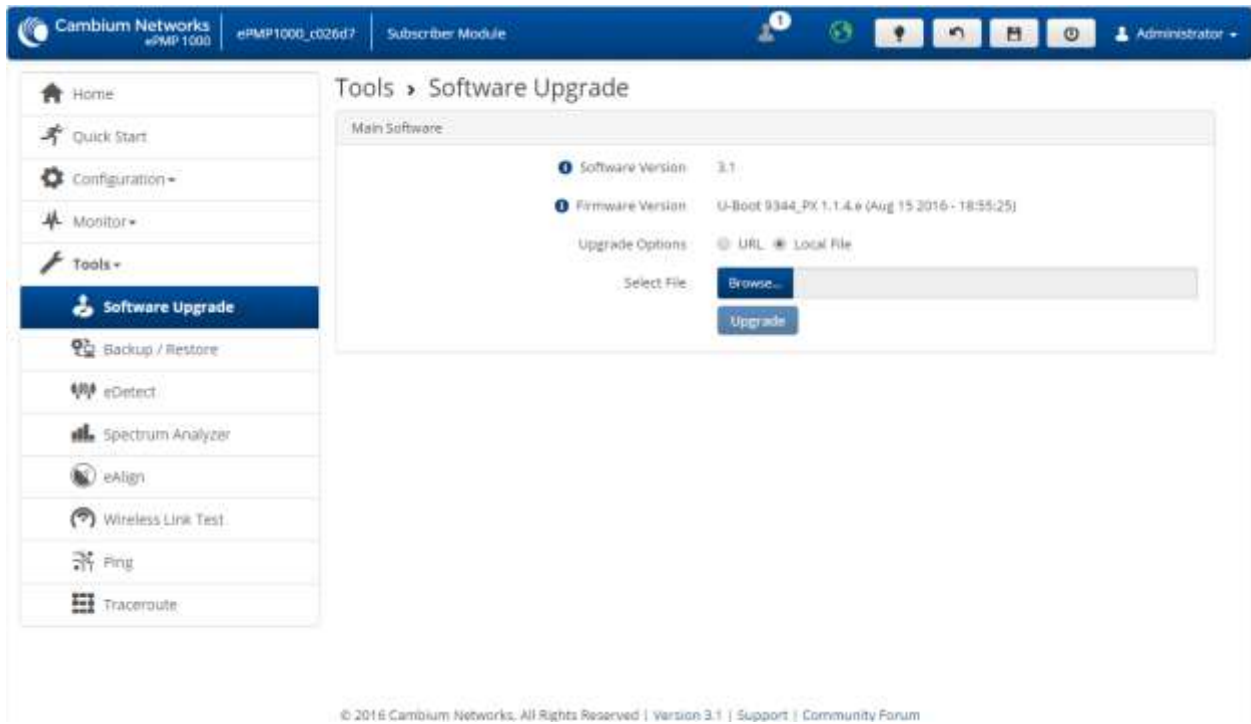 Cambium Networks
ePMP 1000
ePMP1000_c026d7
Subscriber Module
1
Administrator
Home
Quick Start
Configuration
Monitor
Tools
Software Upgrade
Backup / Restore
eDetect
Spectrum Analyzer
eAlign
Wireless Link Test
Ping
Traceroute
Tools › Software Upgrade
Main Software
Software Version 3.1
Firmware Version U-Boot 9344_PX 1.1.4.e (Aug 15 2016 - 18:55:25)
Upgrade Options URL Local File
Select File Browse...
Upgrade
© 2016 Cambium Networks, All Rights Reserved | Version 3.1 | Support | Community Forum